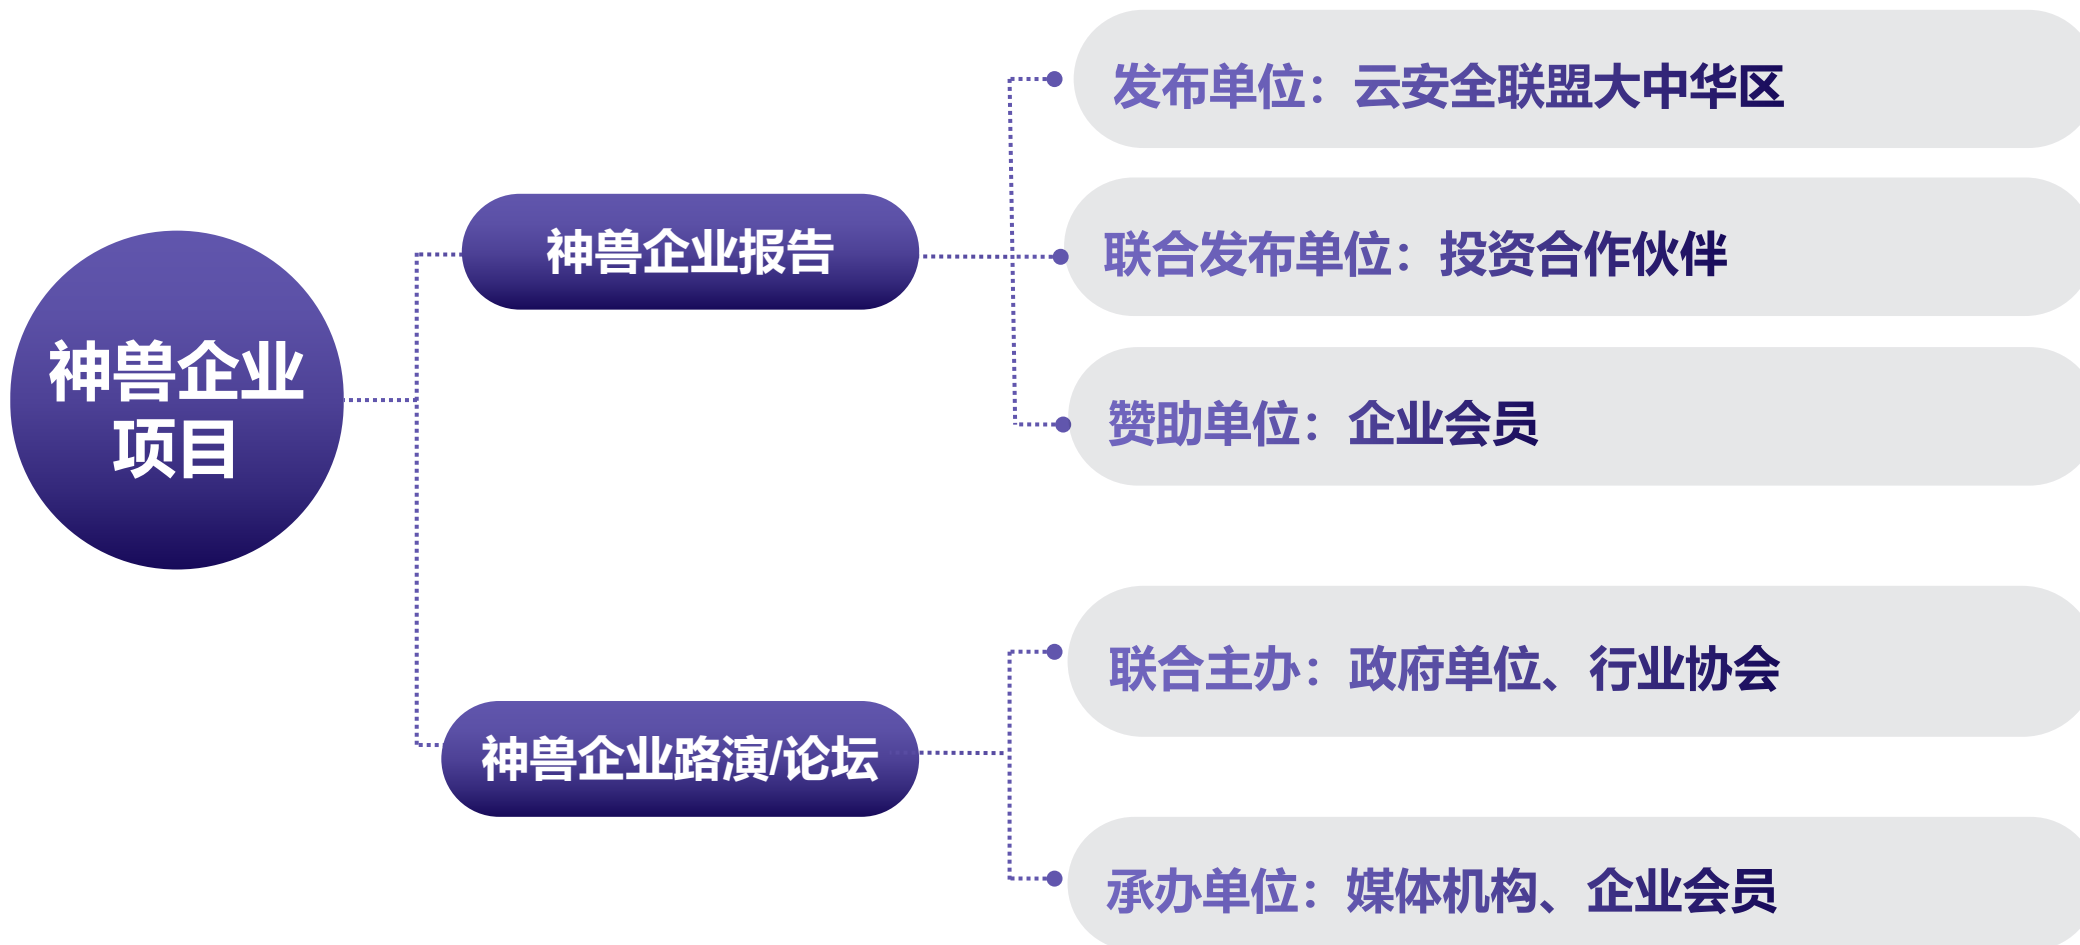 神兽企业
项目
神兽企业报告
发布单位：云安全联盟大中华区
联合发布单位：投资合作伙伴
赞助单位：企业会员
神兽企业路演/论坛
联合主办：政府单位、行业协会
承办单位：媒体机构、企业会员